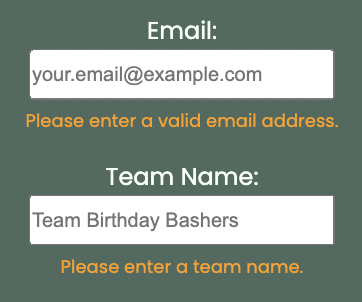 Email:
your.email@example.com
Please enter a valid email address.
Team Name:
Team Birthday Bashers
Please enter a team name.